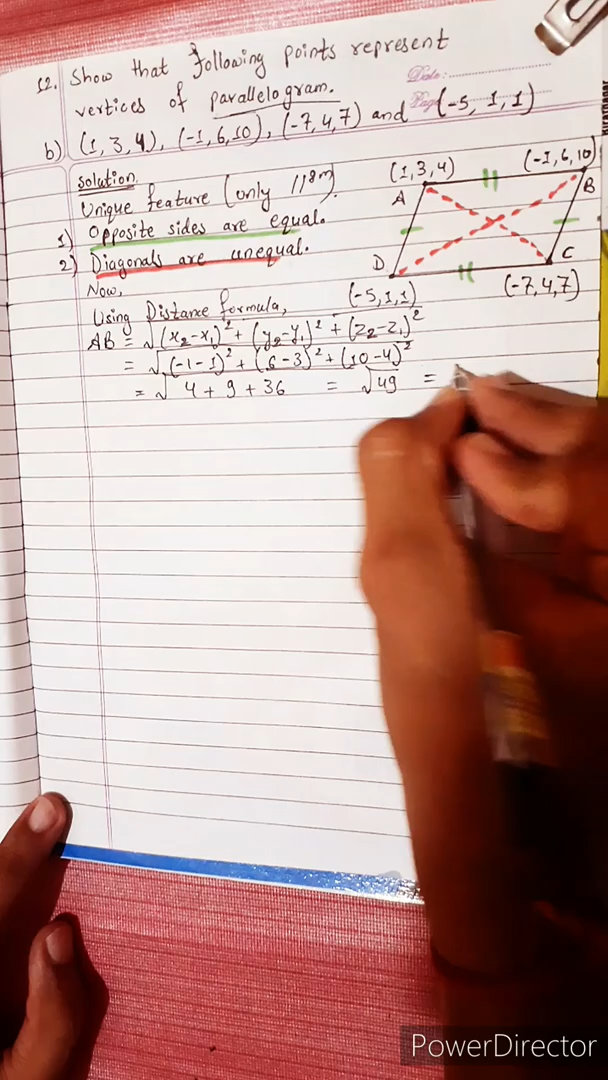 12. Show that following points represent
Date:
vertices of parallelogram.
Page
b) (1, 3, 4), (-1, 6, 10), (-7, 4, 7) and (-5, 1, 1)
solution.
Unique feature (only ||gm)
1) Opposite sides are equal.
2) Diagonals are unequal.
(1, 3, 4)
(-1, 6, 10)
A
B
D
C
(-5, 1, 1)
(-7, 4, 7)
Now,
Using Distance formula,
AB = √(x₂-x₁)² + (y₂-y₁)² + (z₂-z₁)²
= √(-1-1)² + (6-3)² + (10-4)²
= √4 + 9 + 36 = √49 =
PowerDirector